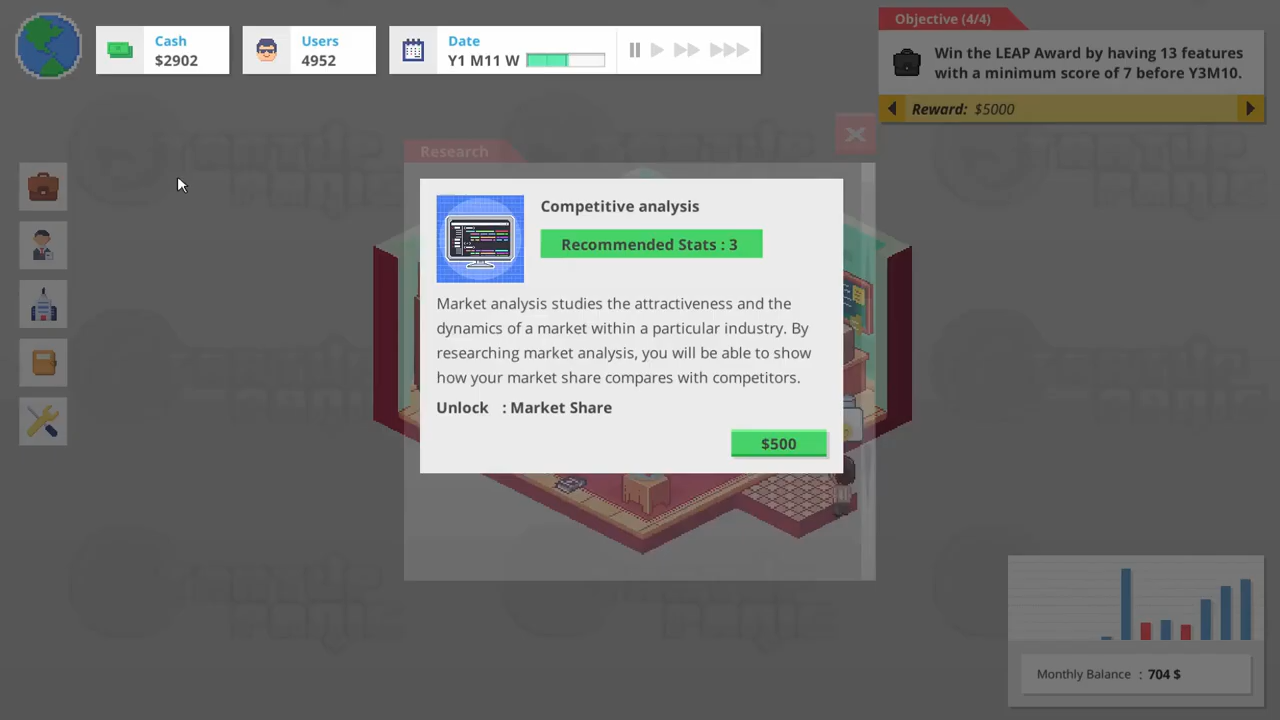 Cash
$2902
Users
4952
Date
Y1 M11 W
Objective (4/4)
Win the LEAP Award by having 13 features
with a minimum score of 7 before Y3M10.
Reward: $5000
Research
Competitive analysis
Recommended Stats : 3
Market analysis studies the attractiveness and the
dynamics of a market within a particular industry. By
researching market analysis, you will be able to show
how your market share compares with competitors.
Unlock : Market Share
$500
Monthly Balance : 704 $